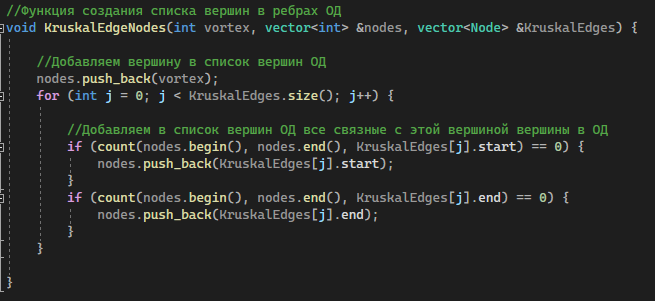 //Функция создания списка вершин в ребрах ОД
void KruskalEdgeNodes(int vortex, vector<int> &nodes, vector<Node> &KruskalEdges) {
//Добавляем вершину в список вершин ОД
nodes.push_back(vortex);
for (int j = 0; j < KruskalEdges.size(); j++) {
//Добавляем в список вершин ОД все связные с этой вершиной вершины в ОД
if (count(nodes.begin(), nodes.end(), KruskalEdges[j].start) == 0) {
nodes.push_back(KruskalEdges[j].start);
}
if (count(nodes.begin(), nodes.end(), KruskalEdges[j].end) == 0) {
nodes.push_back(KruskalEdges[j].end);
}
}
}